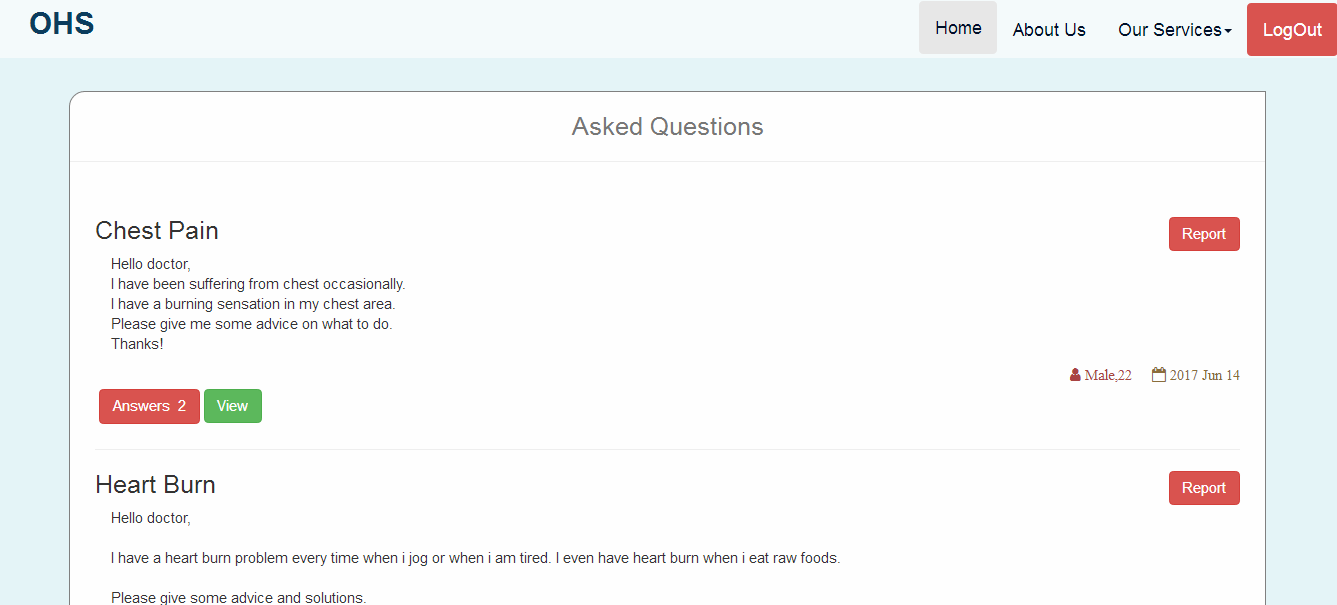 OHS
Home About Us Our Services LogOut
Asked Questions
Chest Pain Report
Hello doctor,
I have been suffering from chest occasionally.
I have a burning sensation in my chest area.
Please give me some advice on what to do.
Thanks!
Male,22 2017 Jun 14
Answers 2 View
Heart Burn Report
Hello doctor,
I have a heart burn problem every time when i jog or when i am tired. I even have heart burn when i eat raw foods.
Please give some advice and solutions.